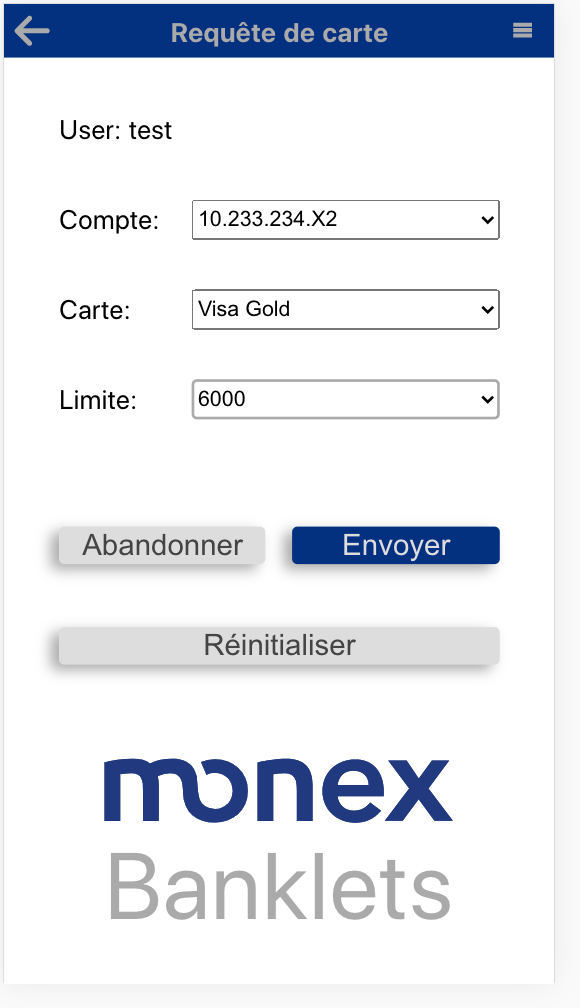 Requête de carte
User: test
Compte: 10.233.234.X2
Carte: Visa Gold
Limite: 6000
Abandonner Envoyer
Réinitialiser
monex
Banklets